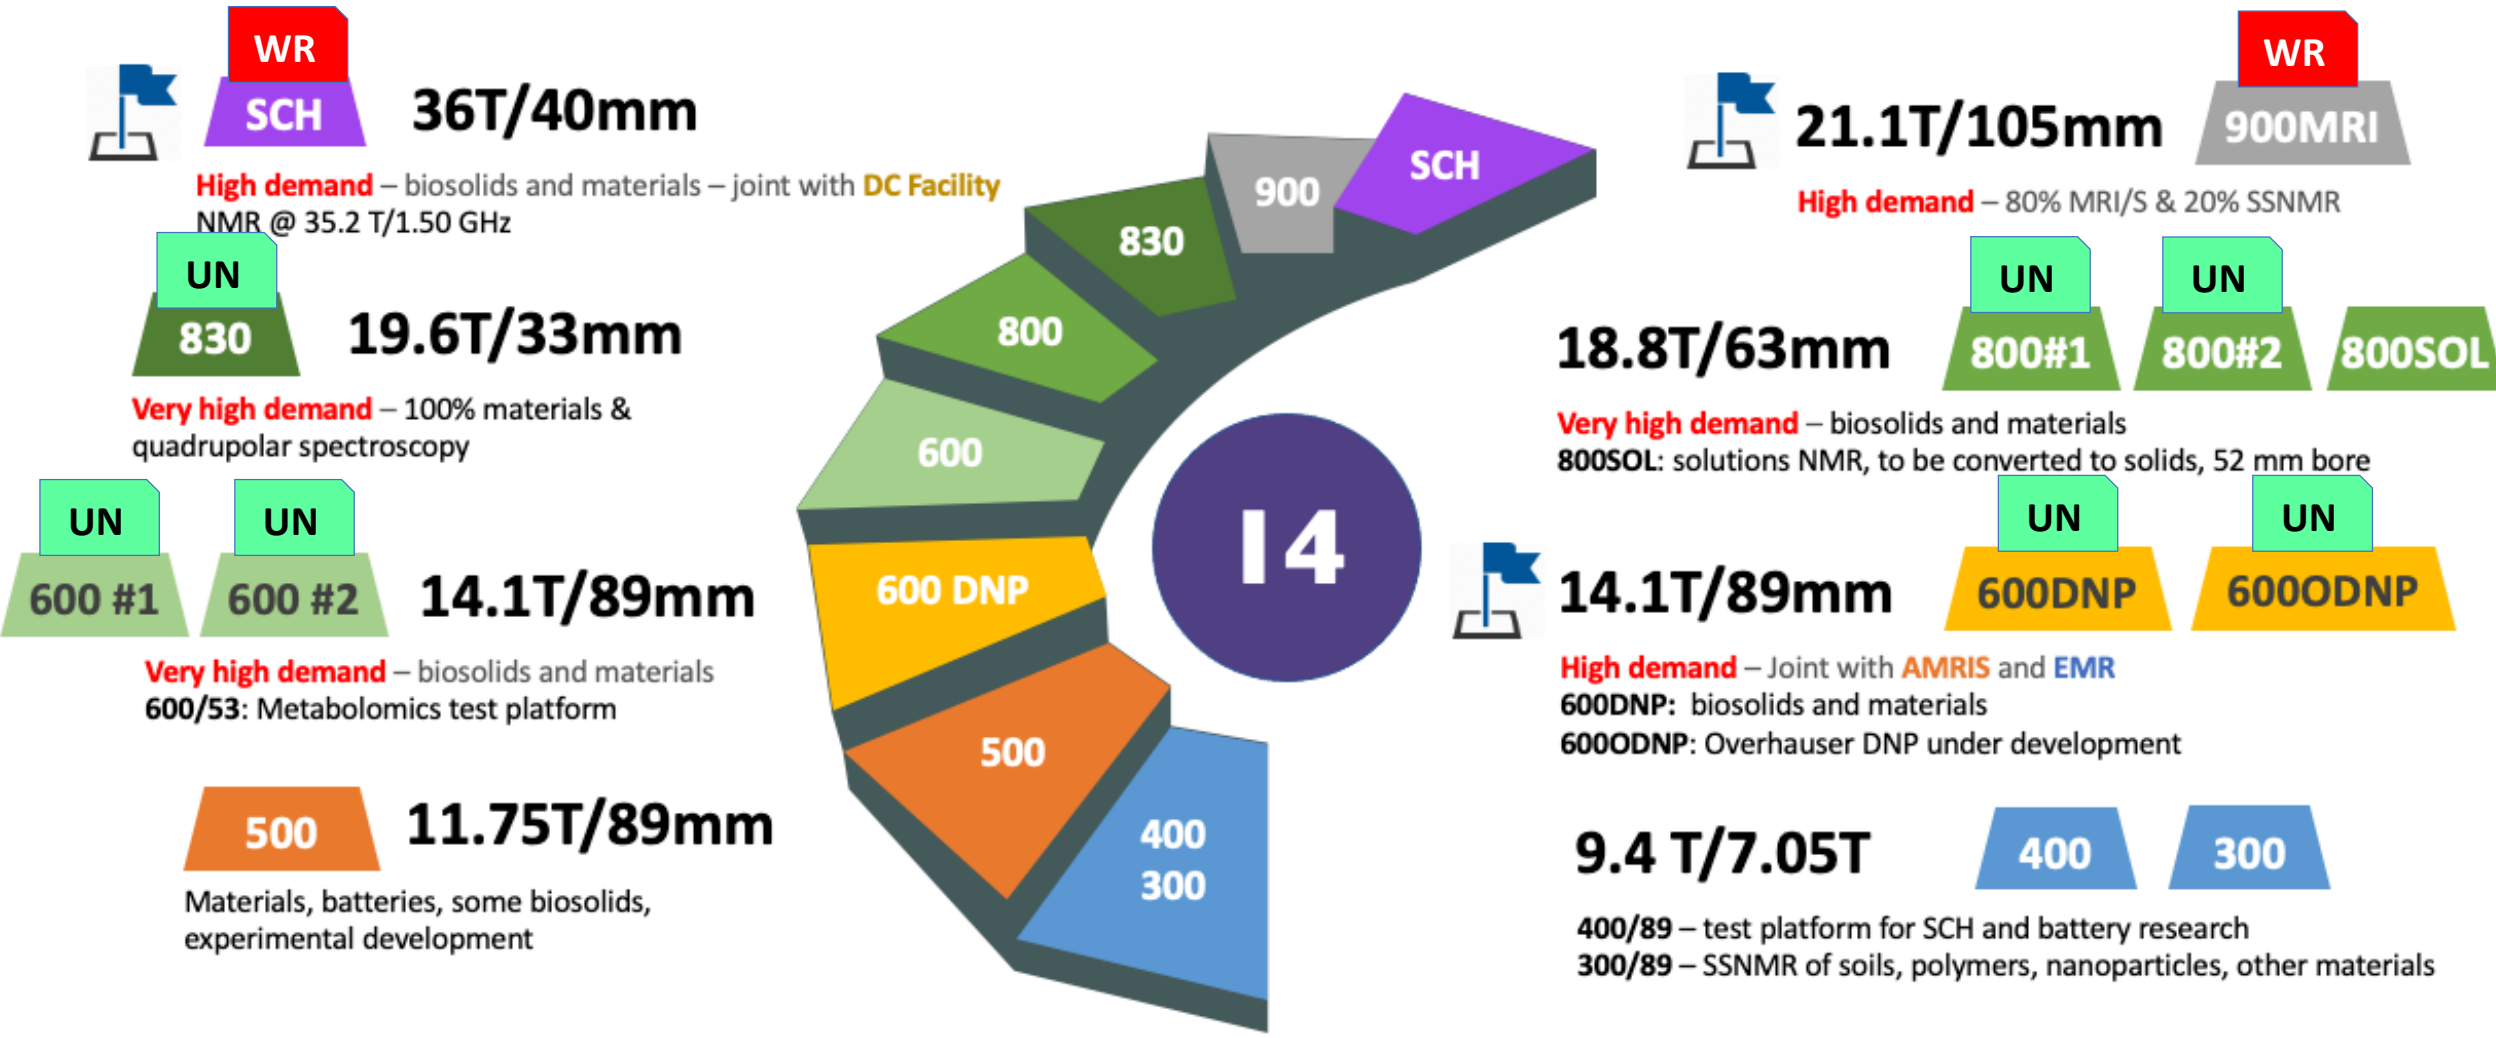 WR
SCH
36T/40mm
High demand – biosolids and materials – joint with DC Facility
NMR @ 35.2 T/1.50 GHz
UN
830
19.6T/33mm
Very high demand – 100% materials &
quadrupolar spectroscopy
UN
UN
600 #1
600 #2
14.1T/89mm
Very high demand – biosolids and materials
600/53: Metabolomics test platform
500
11.75T/89mm
Materials, batteries, some biosolids,
experimental development
SCH
900
830
800
600
600 DNP
500
400
300
14
WR
21.1T/105mm
900MRI
High demand – 80% MRI/S & 20% SSNMR
UN
UN
18.8T/63mm
800#1
800#2
800SOL
Very high demand – biosolids and materials
800SOL: solutions NMR, to be converted to solids, 52 mm bore
UN
UN
14.1T/89mm
600DNP
600ODNP
High demand – Joint with AMRIS and EMR
600DNP: biosolids and materials
600ODNP: Overhauser DNP under development
9.4 T/7.05T
400
300
400/89 – test platform for SCH and battery research
300/89 – SSNMR of soils, polymers, nanoparticles, other materials